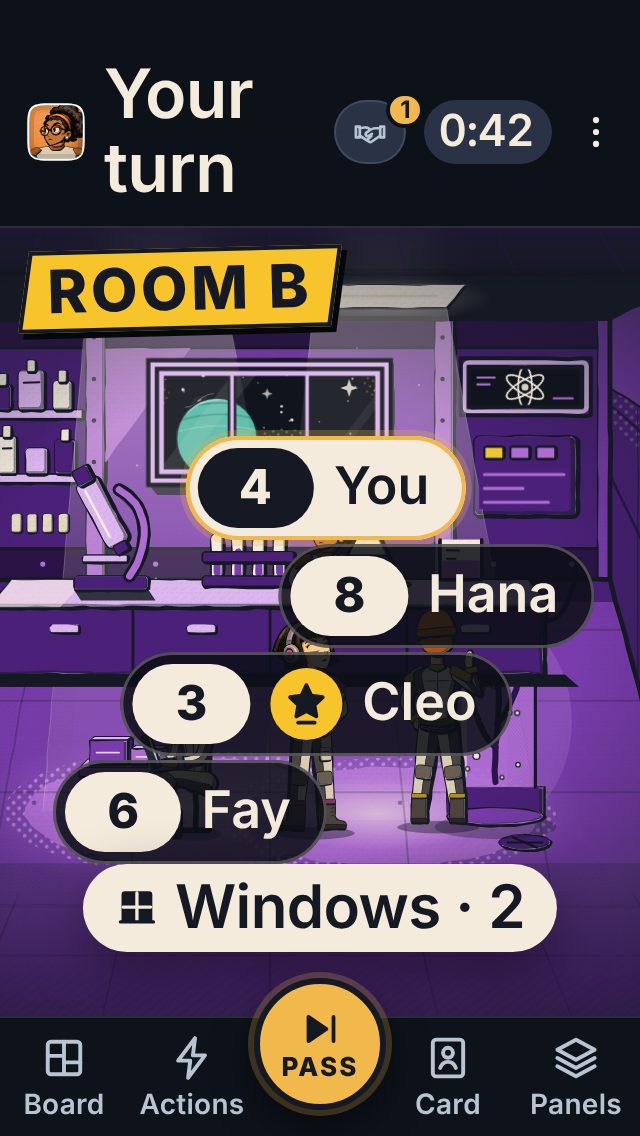 Your
turn
1
0:42
ROOM B
4 You
8 Hana
3 Cleo
6 Fay
Windows · 2
PASS
Board
Actions
Card
Panels